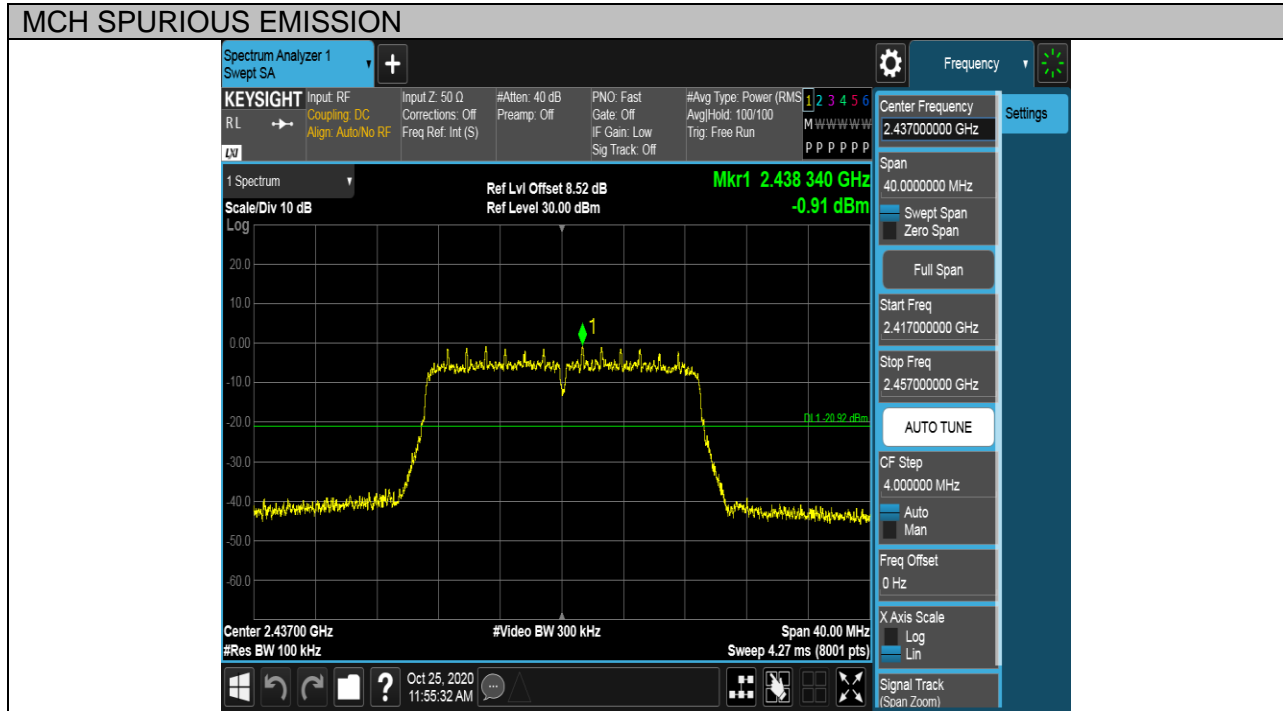 MCH SPURIOUS EMISSION
Spectrum Analyzer 1
Swept SA
+
Frequency
KEYSIGHT
RL
LXI
Input: RF
Coupling: DC
Align: Auto/No RF
Input Z: 50 Ω
Corrections: Off
Freq Ref: Int (S)
#Atten: 40 dB
Preamp: Off
PNO: Fast
Gate: Off
IF Gain: Low
Sig Track: Off
#Avg Type: Power (RMS
Avg|Hold: 100/100
Trig: Free Run
1 2 3 4 5 6
M W W W W W
P P P P P P
1 Spectrum
Scale/Div 10 dB
Ref Lvl Offset 8.52 dB
Ref Level 30.00 dBm
Mkr1 2.438 340 GHz
-0.91 dBm
Log
20.0
10.0
0.00
-10.0
-20.0
-30.0
-40.0
-50.0
-60.0
1
DL1 -20.92 dBm
Center 2.43700 GHz
#Res BW 100 kHz
#Video BW 300 kHz
Span 40.00 MHz
Sweep 4.27 ms (8001 pts)
?
Oct 25, 2020
11:55:32 AM
Center Frequency
2.437000000 GHz
Span
40.0000000 MHz
Swept Span
Zero Span
Full Span
Start Freq
2.417000000 GHz
Stop Freq
2.457000000 GHz
AUTO TUNE
CF Step
4.000000 MHz
Auto
Man
Freq Offset
0 Hz
X Axis Scale
Log
Lin
Signal Track
(Span Zoom)
Settings